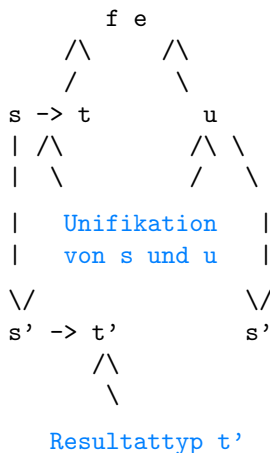 f e
/\ /\
/ \
s -> t u
| /\ /\ \
| \ / \
| Unifikation |
| von s und u |
\/ \/
s' -> t' s'
/\
\
Resultattyp t'